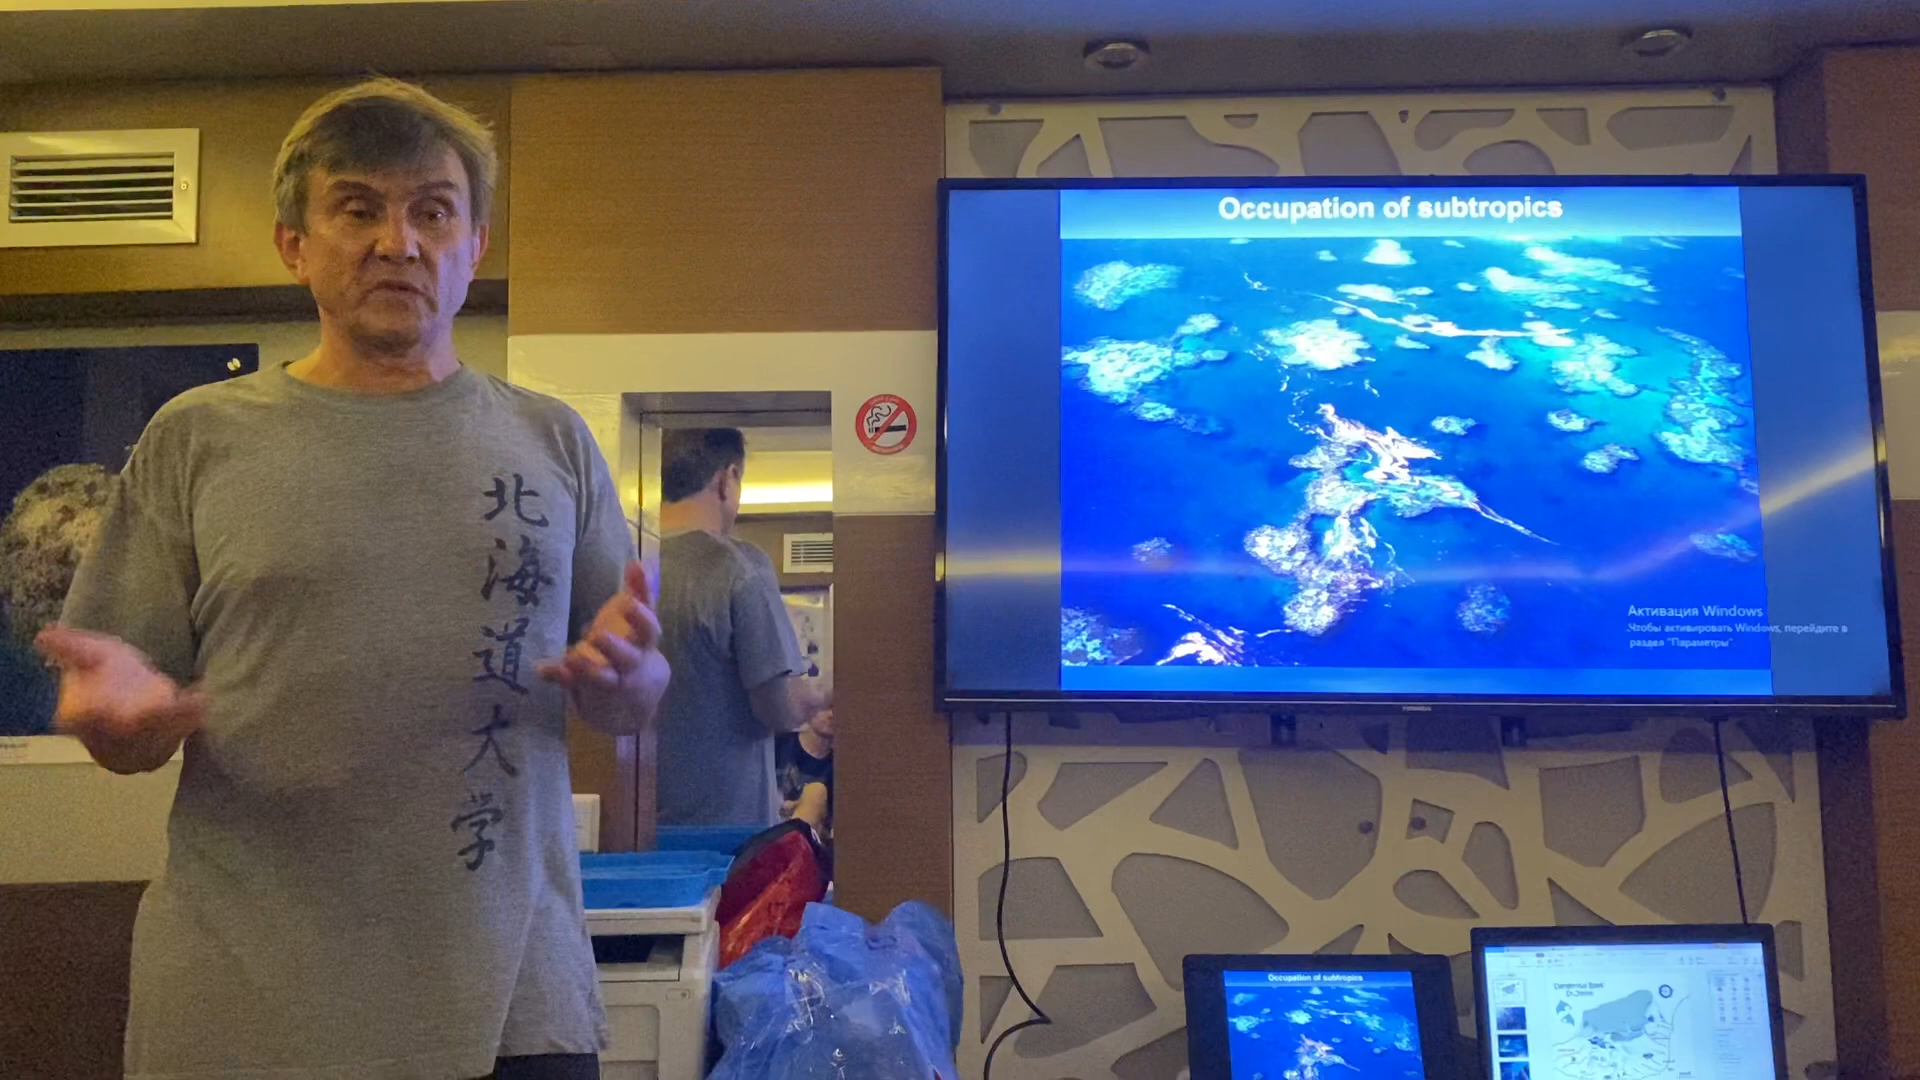 北海道大学
Occupation of subtropics
Активация Windows
Чтобы активировать Windows, перейдите в
раздел "Параметры".
TOSHIBA
Occupation of subtropics